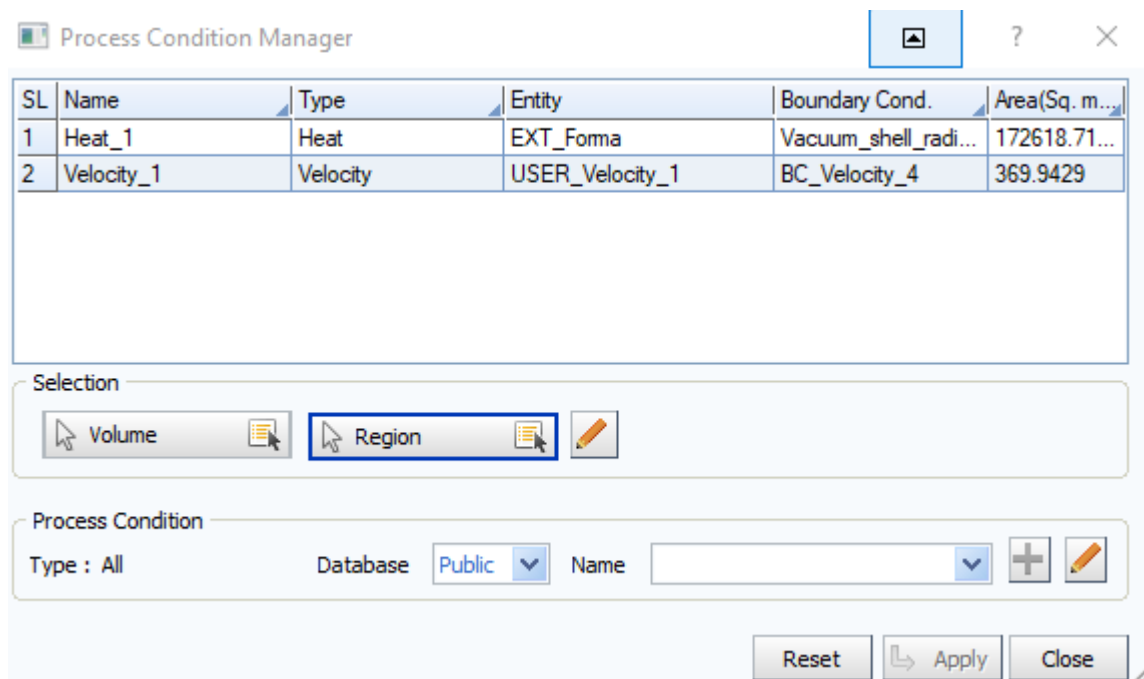 Process Condition Manager
SL Name Type Entity Boundary Cond. Area(Sq. m...
1 Heat_1 Heat EXT_Forma Vacuum_shell_radi... 172618.71...
2 Velocity_1 Velocity USER_Velocity_1 BC_Velocity_4 369.9429
Selection
Volume Region
Process Condition
Type : All Database Public Name
Reset Apply Close